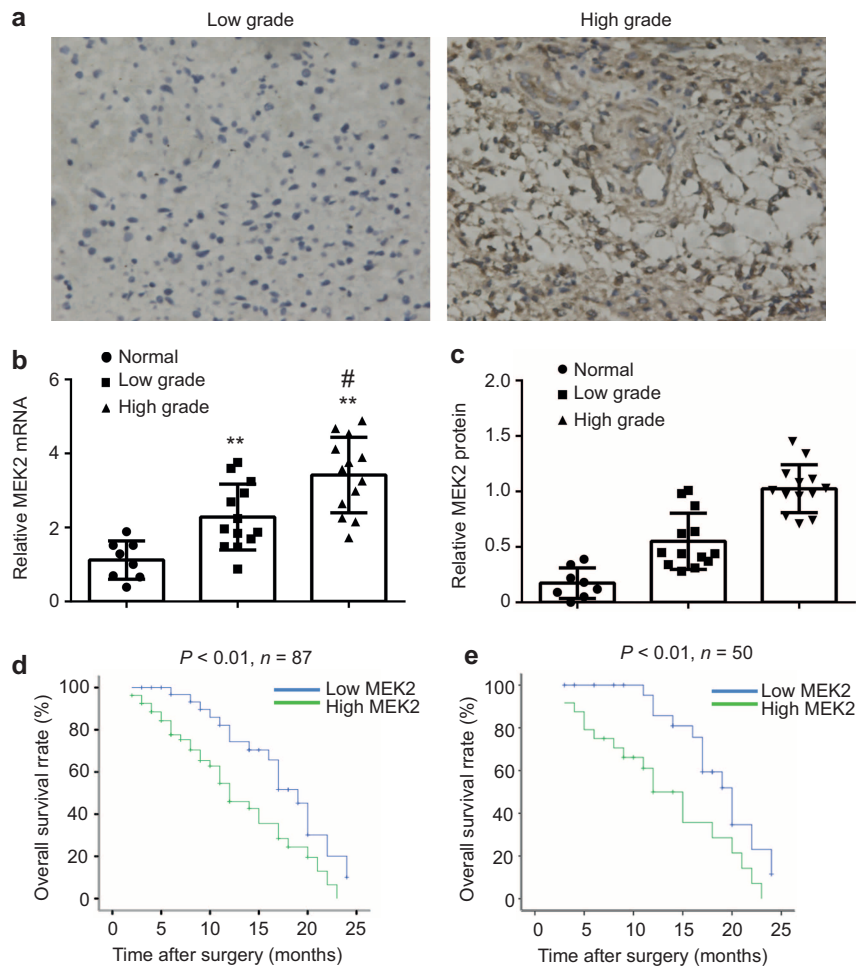 a
Low grade
High grade
b
Normal
Low grade
High grade
Relative MEK2 mRNA
6
4
2
0
**
#
**
c
Normal
Low grade
High grade
Relative MEK2 protein
2.0
1.5
1.0
0.5
0
d
P < 0.01, n = 87
Low MEK2
High MEK2
Overall survival rrate (%)
100
80
60
40
20
0
0 5 10 15 20 25
Time after surgery (months)
e
P < 0.01, n = 50
Low MEK2
High MEK2
Overall survival rrate (%)
100
80
60
40
20
0
0 5 10 15 20 25
Time after surgery (months)